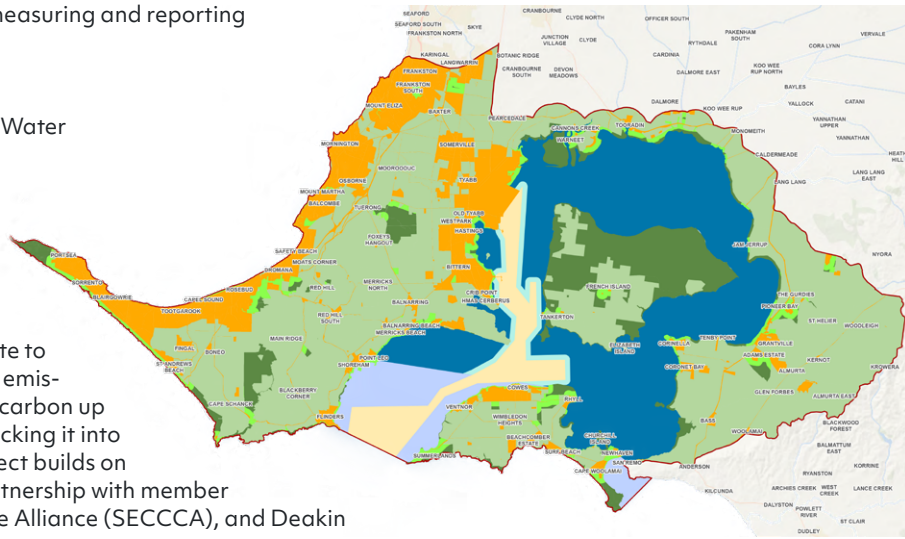 measuring and reporting
Water
te to
emis-
carbon up
cking it into
ect builds on
rtnership with member
e Alliance (SECCCA), and Deakin
SEAFORD
CRANBOURNE
SEAFORD SOUTH
SKYE
CLYDE NORTH
OFFICER SOUTH
FRANKSTON NORTH
JUNCTION
VILLAGE
CLYDE
PAKENHAM
SOUTH
VERVALE
RYTHDALE
CORA LYNN
KARINGAL
BOTANIC RIDGE
CARDINIA
LANGWARRIN
FRANKSTON
CRANBOURNE
SOUTH
DEVON
MEADOWS
DALMORE EAST
KOO WEE
RUP NORTH
FRANKSTON
SOUTH
BAYLES
MOUNT ELIZA
DALMORE
KOO WEE RUP
YALLOCK
CATANI
BAXTER
PEARCEDALE
CANNONS CREEK
TOORADIN
YANNATHAN
UPPER
WARNEET
MONOMEITH
YANNATHAN
MORNINGTON
SOMERVILLE
CALDERMEADE
HEATH
HILL
MOOROODUC
LANG LANG
EAST
OSBORNE
TYABB
LANG LANG
MOUNT MARTHA
BALCOMBE
TUERONG
OLD TYABB
WESTPARK
HASTINGS
FOXEYS
HANGOUT
JAM JERRUP
SAFETY BEACH
MOATS CORNER
BITTERN
NYORA
PORTSEA
DROMANA
SORRENTO
ROSEBUD
RED HILL
MERRICKS
NORTH
CRIB POINT
HMAS CERBERUS
FRENCH ISLAND
THE GURDIES
BLAIRGOWRIE
CAPEL SOUND
BALNARRING
PIONEER BAY
TOOTGAROOK
RED HILL
SOUTH
TANKERTON
ST HELIER
WOODLEIGH
BALNARRING BEACH
MERRICKS BEACH
MAIN RIDGE
TENBY POINT
GRANTVILLE
FINGAL
BONEO
POINT LEO
ELIZABETH
ISLAND
CORINELLA
ADAMS ESTATE
KERNOT
ST ANDREWS
BEACH
SHOREHAM
CORONET BAY
ALMURTA
KROWERA
BLACKBERRY
CORNER
COWES
GLEN FORBES
ALMURTA EAST
CAPE SCHANCK
RHYLL
VENTNOR
FLINDERS
WIMBLEDON
HEIGHTS
BASS
BLACKWOOD
FOREST
WOOLAMAI
BEACHCOMBER
ESTATE
CHURCHILL
ISLAND
BALMATTUM
EAST
SUMMERLANDS
SURF BEACH
NEWHAVEN
SAN REMO
ANDERSON
KORRINE
CAPE WOOLAMAI
RYANSTON
KILCUNDA
ARCHIES CREEK
WEST
CREEK
LANCE CREEK
DALYSTON
POWLETT
RIVER
ST CLAIR
DUDLEY